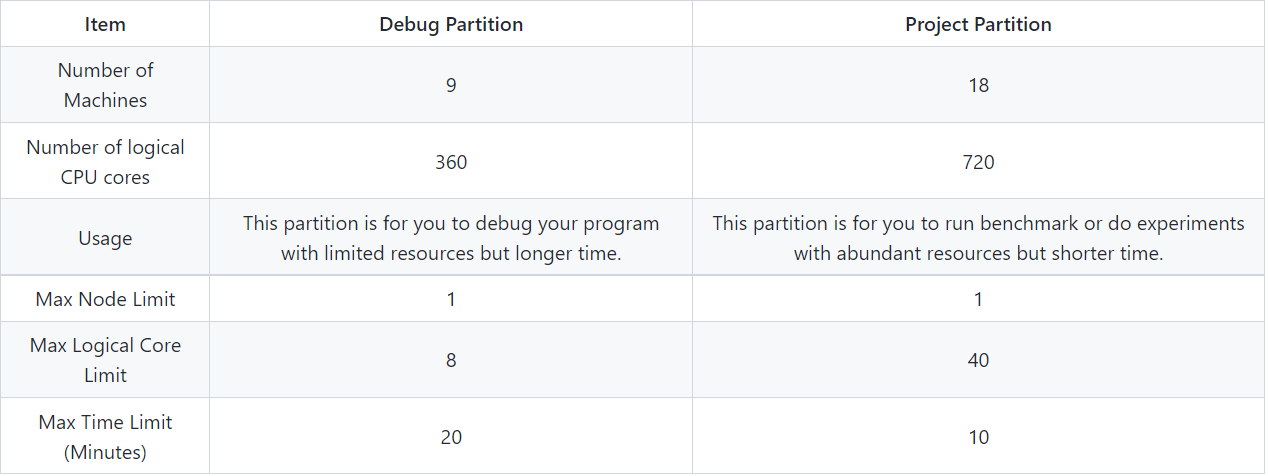 Item Debug Partition Project Partition
Number of
Machines
9
18
Number of logical
CPU cores
360
720
Usage
This partition is for you to debug your program
with limited resources but longer time.
This partition is for you to run benchmark or do experiments
with abundant resources but shorter time.
Max Node Limit 1 1
Max Logical Core
Limit
8
40
Max Time Limit
(Minutes)
20
10